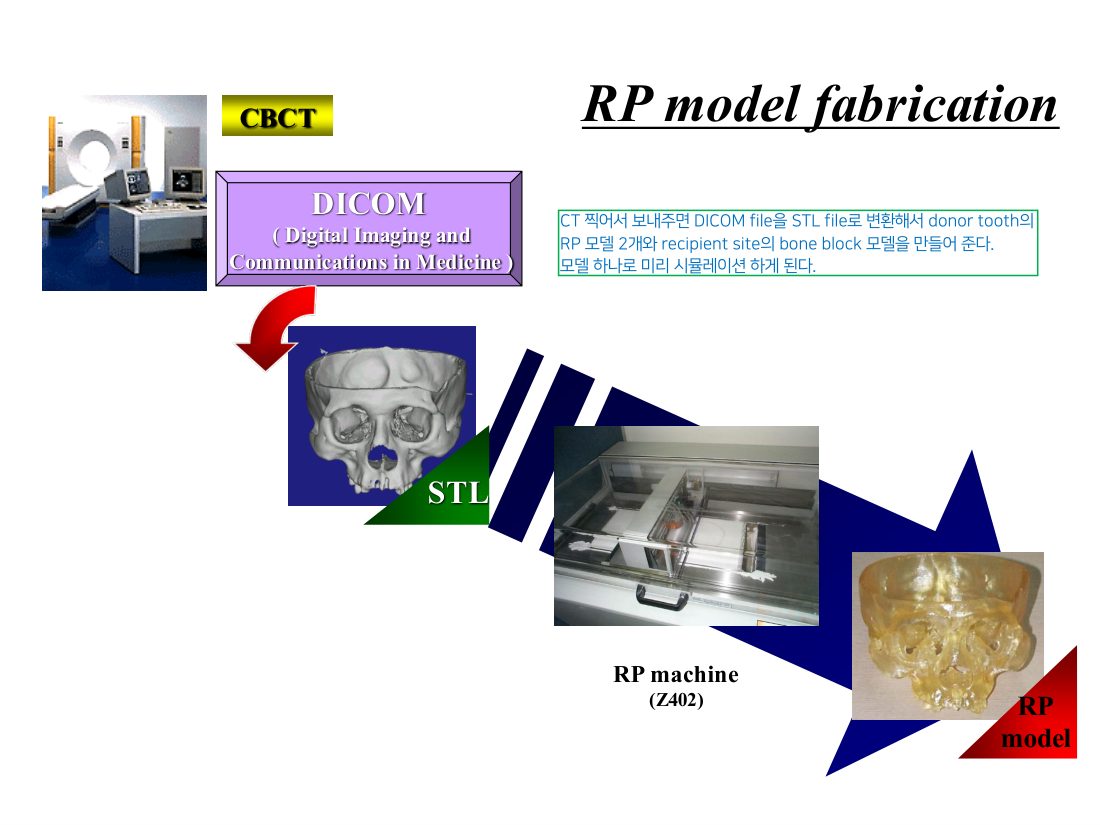 RP model fabrication
CBCT
DICOM
( Digital Imaging and
Communications in Medicine )
CT 찍어서 보내주면 DICOM file을 STL file로 변환해서 donor tooth의
RP 모델 2개와 recipient site의 bone block 모델을 만들어 준다.
모델 하나로 미리 시뮬레이션 하게 된다.
STL
RP machine
(Z402)
RP
model